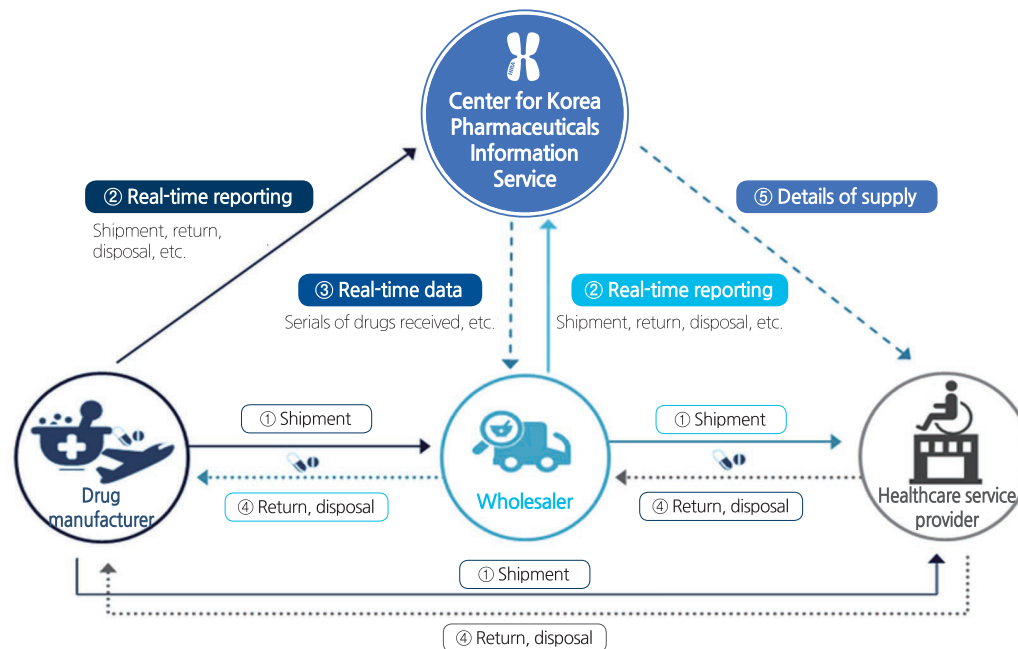 HIRA
Center for Korea
Pharmaceuticals
Information
Service
② Real-time reporting
Shipment, return,
disposal, etc.
⑤ Details of supply
③ Real-time data
Serials of drugs received, etc.
② Real-time reporting
Shipment, return, disposal, etc.
① Shipment
① Shipment
Drug
manufacturer
Wholesaler
Healthcare service
provider
④ Return, disposal
④ Return, disposal
① Shipment
④ Return, disposal